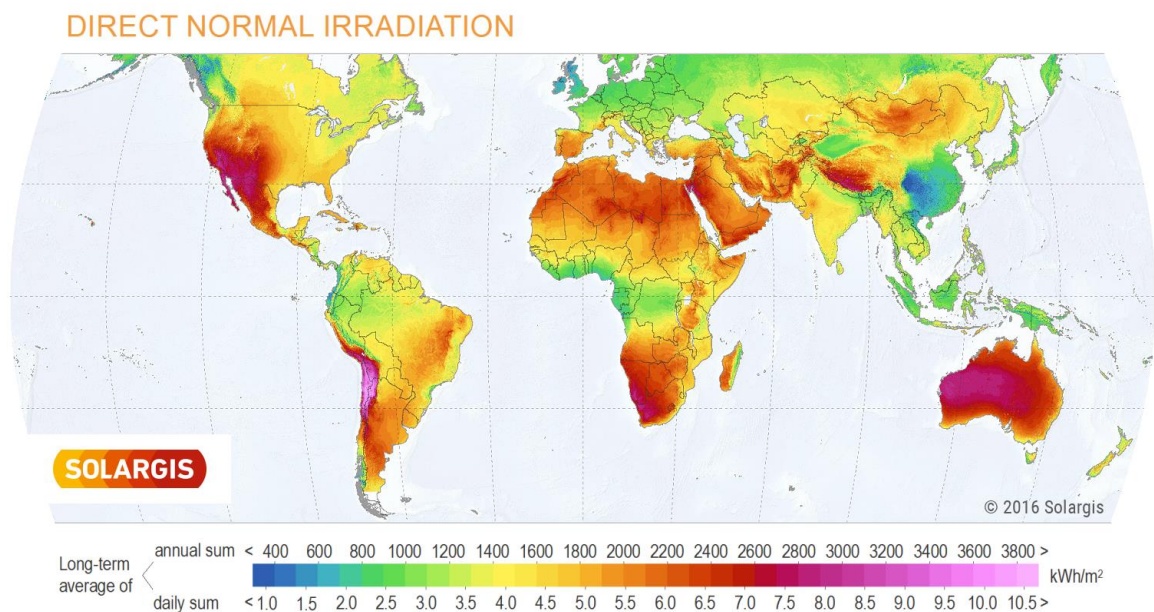 DIRECT NORMAL IRRADIATION
SOLARGIS
© 2016 Solargis
Long-term average of
annual sum < 400 600 800 1000 1200 1400 1600 1800 2000 2200 2400 2600 2800 3000 3200 3400 3600 3800 >
kWh/m²
daily sum < 1.0 1.5 2.0 2.5 3.0 3.5 4.0 4.5 5.0 5.5 6.0 6.5 7.0 7.5 8.0 8.5 9.0 9.5 10.0 10.5 >